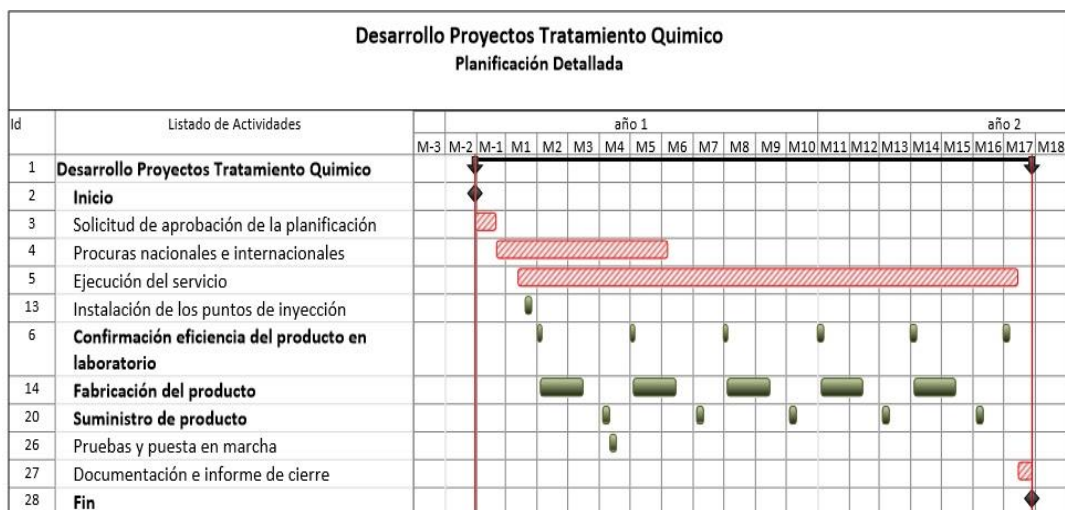 Desarrollo Proyectos Tratamiento Quimico
Planificación Detallada
Id Listado de Actividades año 1 año 2
M-3 M-2 M-1 M1 M2 M3 M4 M5 M6 M7 M8 M9 M10 M11 M12 M13 M14 M15 M16 M17 M18
1 Desarrollo Proyectos Tratamiento Quimico
2 Inicio
3 Solicitud de aprobación de la planificación
4 Procuras nacionales e internacionales
5 Ejecución del servicio
13 Instalación de los puntos de inyección
6 Confirmación eficiencia del producto en
laboratorio
14 Fabricación del producto
20 Suministro de producto
26 Pruebas y puesta en marcha
27 Documentación e informe de cierre
28 Fin